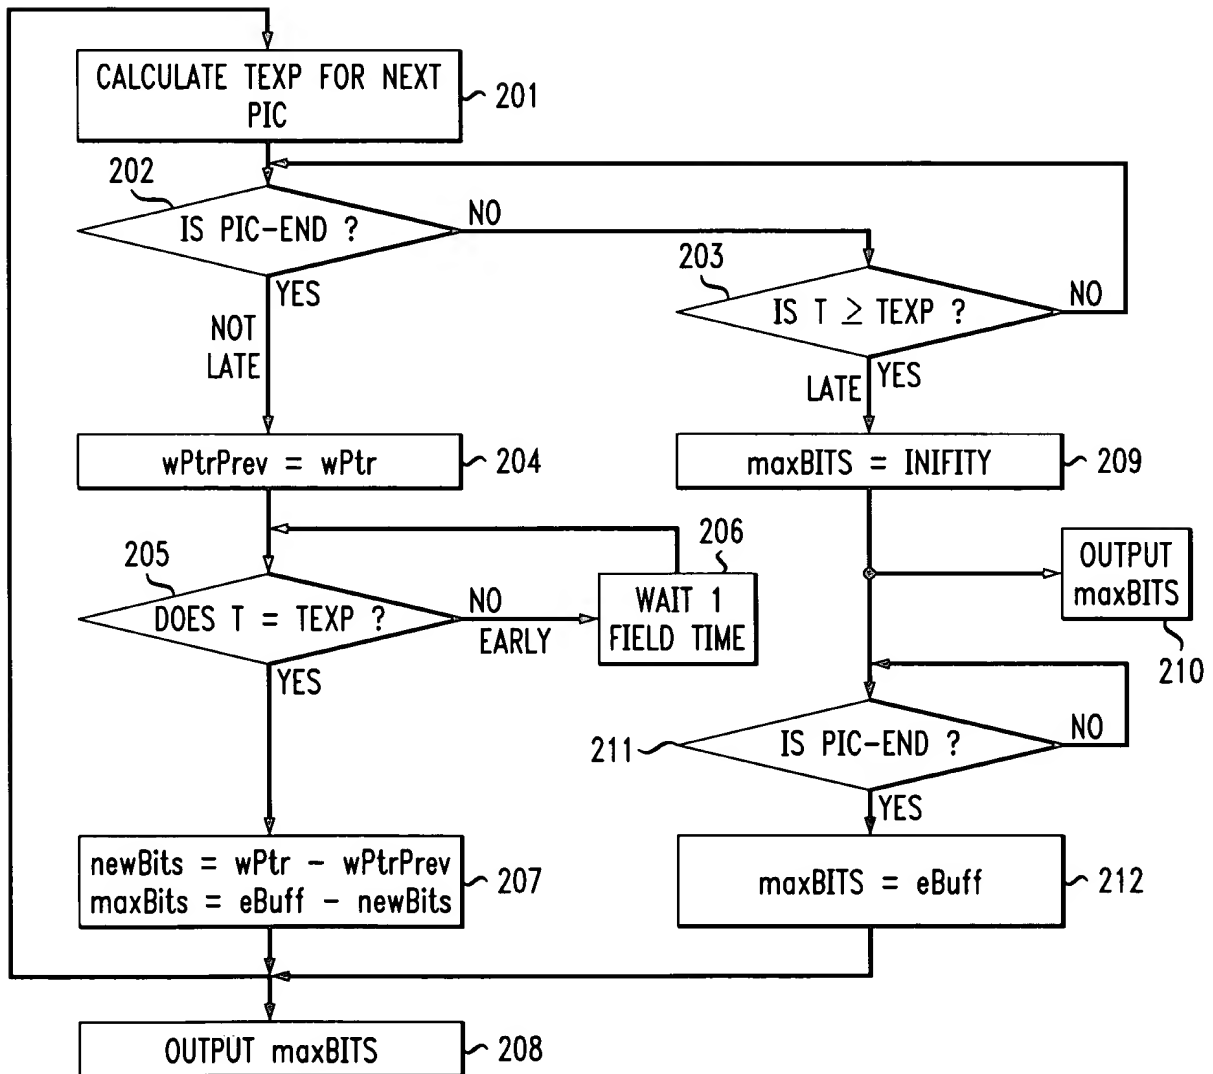 CALCULATE TEXP FOR NEXT
PIC
201
202
IS PIC-END ?
NO
YES
NOT
LATE
203
IS T ≥ TEXP ?
NO
YES
LATE
wPtrPrev = wPtr
204
maxBITS = INIFITY
209
205
DOES T = TEXP ?
NO
EARLY
YES
206
WAIT 1
FIELD TIME
OUTPUT
maxBITS
210
211
IS PIC-END ?
NO
YES
newBits = wPtr - wPtrPrev
maxBits = eBuff - newBits
207
maxBITS = eBuff
212
OUTPUT maxBITS
208